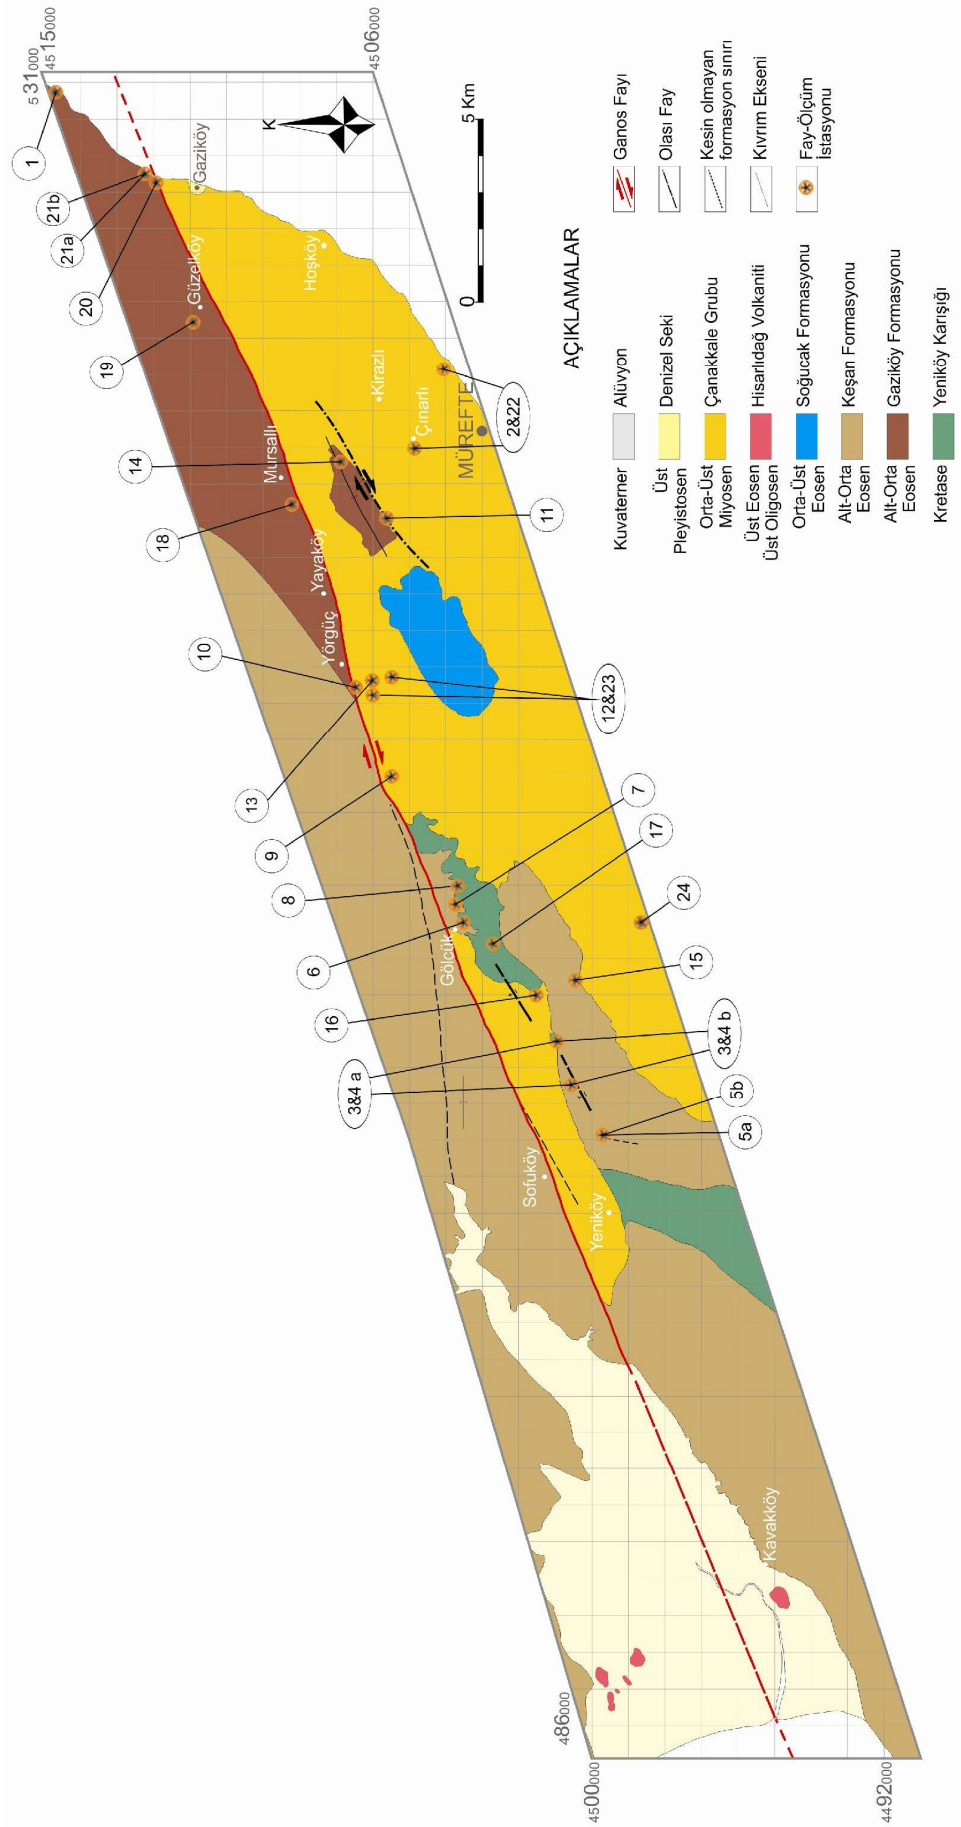 531000
4515000
4506000
1
21b
21a
20
19
14
18
10
13
9
8
6
16
3&4 a
2&22
11
12&23
7
17
24
15
3&4 b
5b
5a
Gaziköy
Güzelköy
Hoşköy
Kirazlı
Mursallı
Çınarlı
MÜREFTE
Yayaköy
Yörgüç
Gölcük
Sofuköy
Yeniköy
Kavakköy
486000
4500000
4492000
K
0
5 Km
AÇIKLAMALAR
Kuvaterner Alüvyon
Üst
Pleyistosen
Denizel Seki
Orta-Üst
Miyosen
Çanakkale Grubu
Üst Eosen
Üst Oligosen
Hisarlıdağ Volkaniti
Orta-Üst
Eosen
Soğucak Formasyonu
Alt-Orta
Eosen
Keşan Formasyonu
Alt-Orta
Eosen
Gaziköy Formasyonu
Kretase Yeniköy Karışığı
Ganos Fayı
Olası Fay
Kesin olmayan
formasyon sınırı
Kıvrım Ekseni
Fay-Ölçüm
İstasyonu